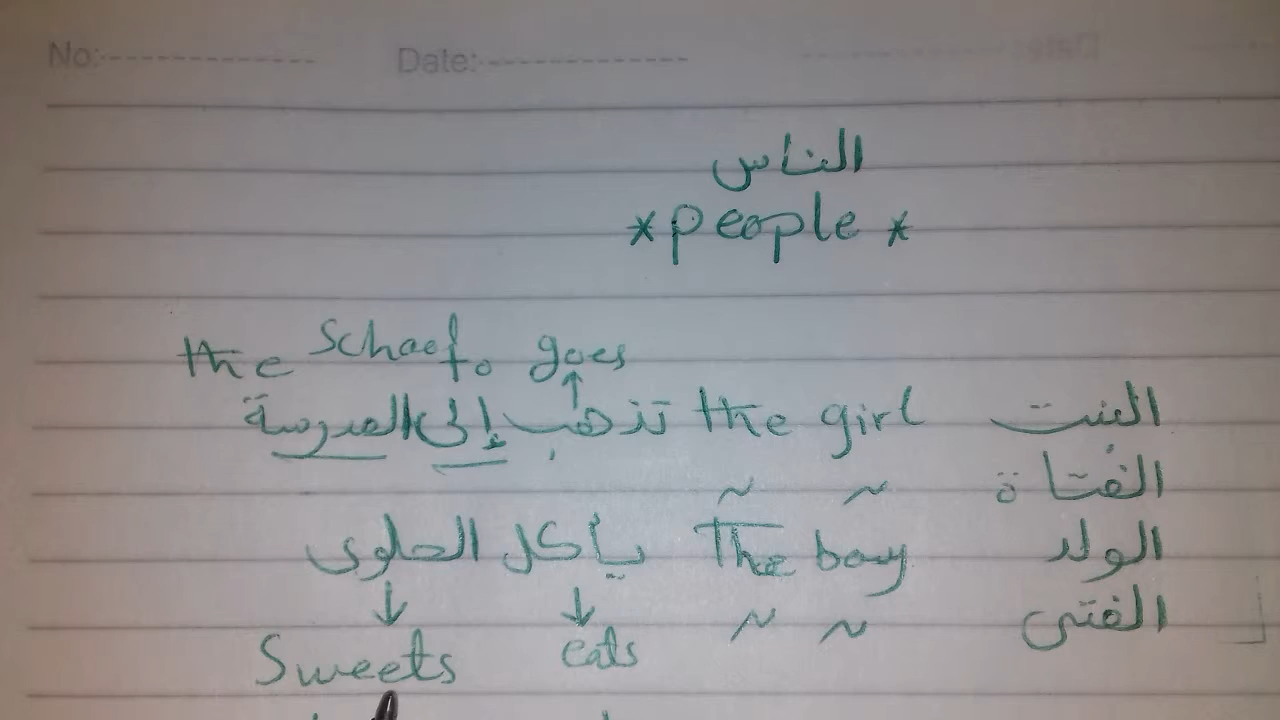 No: Date:
الناس
*people*
the school to goes
البنت the girl تذهب إلى المدرسة
الفتاة ~ ~
الولد The boy يأكل الحلوى
الفتى ~ ~
↓ ↓
Sweets eats